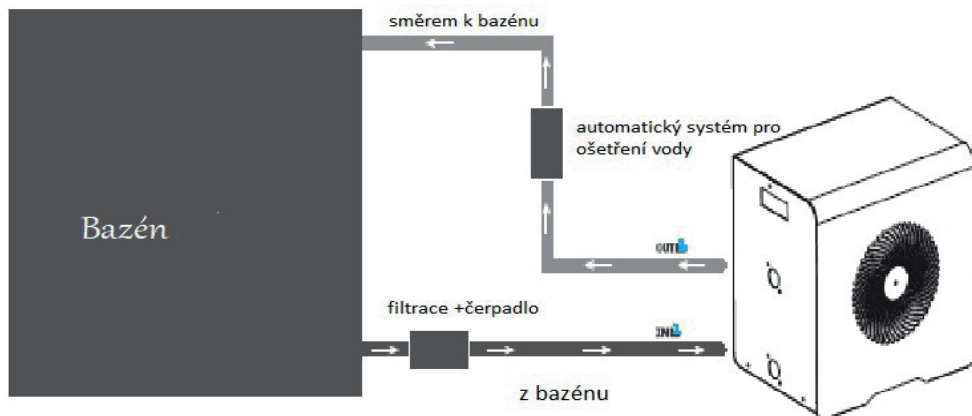 směrem k bazénu
automatický systém pro
ošetření vody
Bazén
OUT
filtrace +čerpadlo
IN
z bazénu